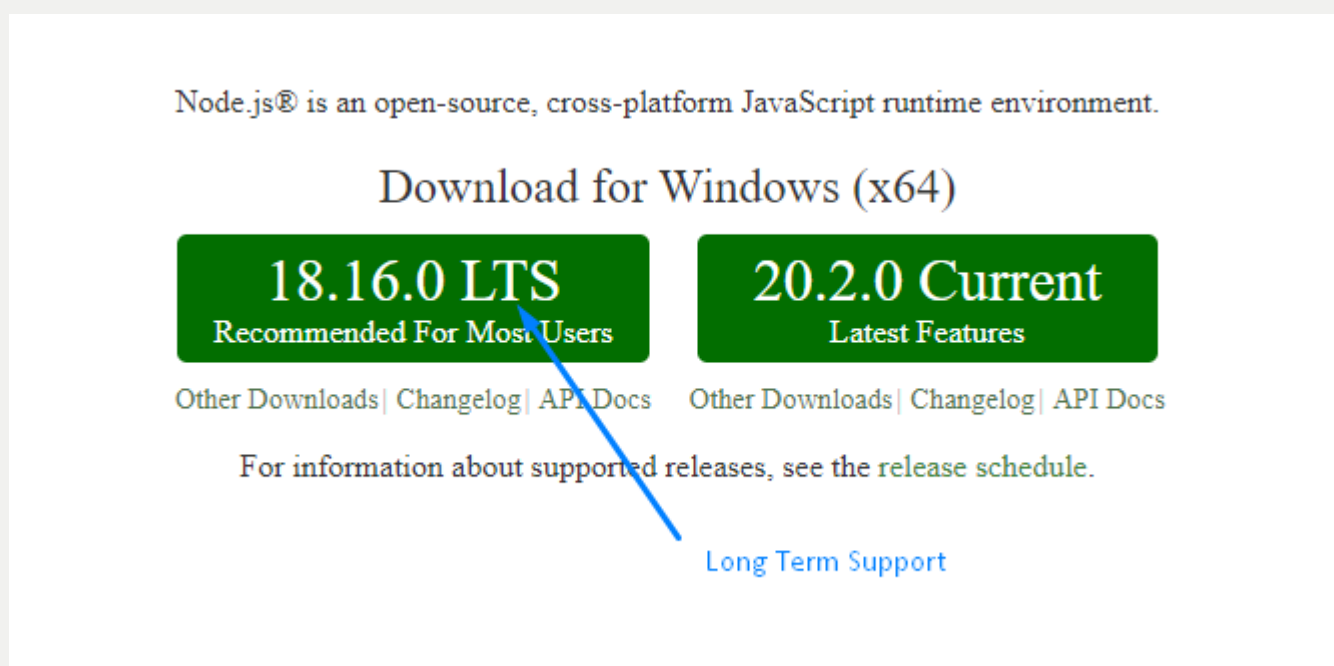 Node.js® is an open-source, cross-platform JavaScript runtime environment.
Download for Windows (x64)
18.16.0 LTS
Recommended For Most Users
20.2.0 Current
Latest Features
Other Downloads| Changelog| API Docs
Other Downloads| Changelog| API Docs
For information about supported releases, see the release schedule.
Long Term Support